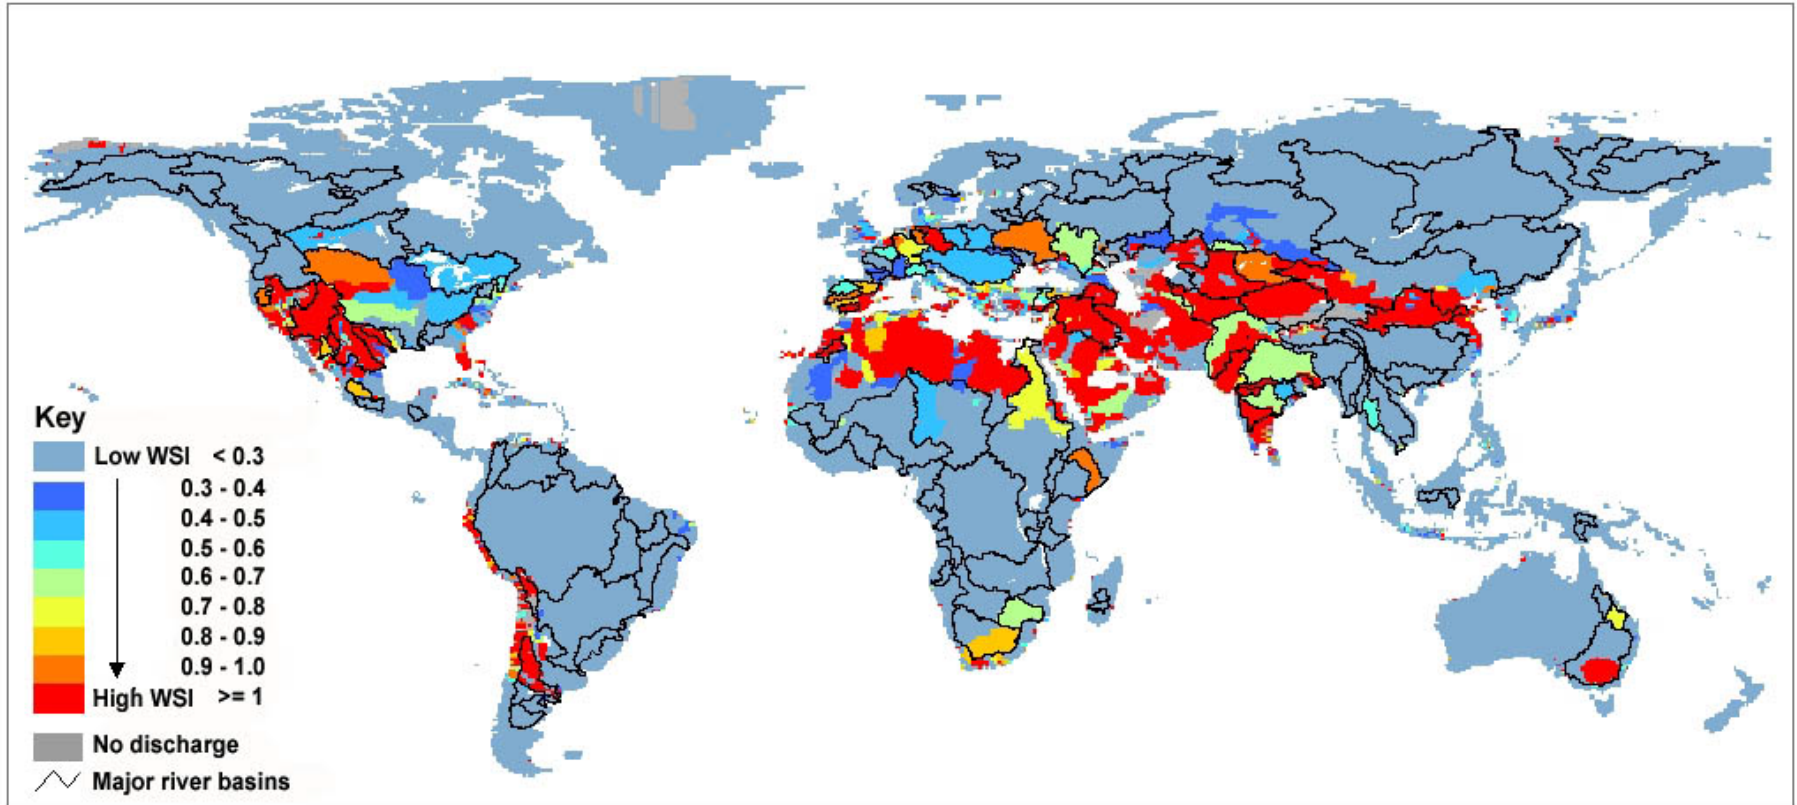 Key
Low WSI < 0.3
0.3 - 0.4
0.4 - 0.5
0.5 - 0.6
0.6 - 0.7
0.7 - 0.8
0.8 - 0.9
0.9 - 1.0
High WSI >= 1
No discharge
Major river basins